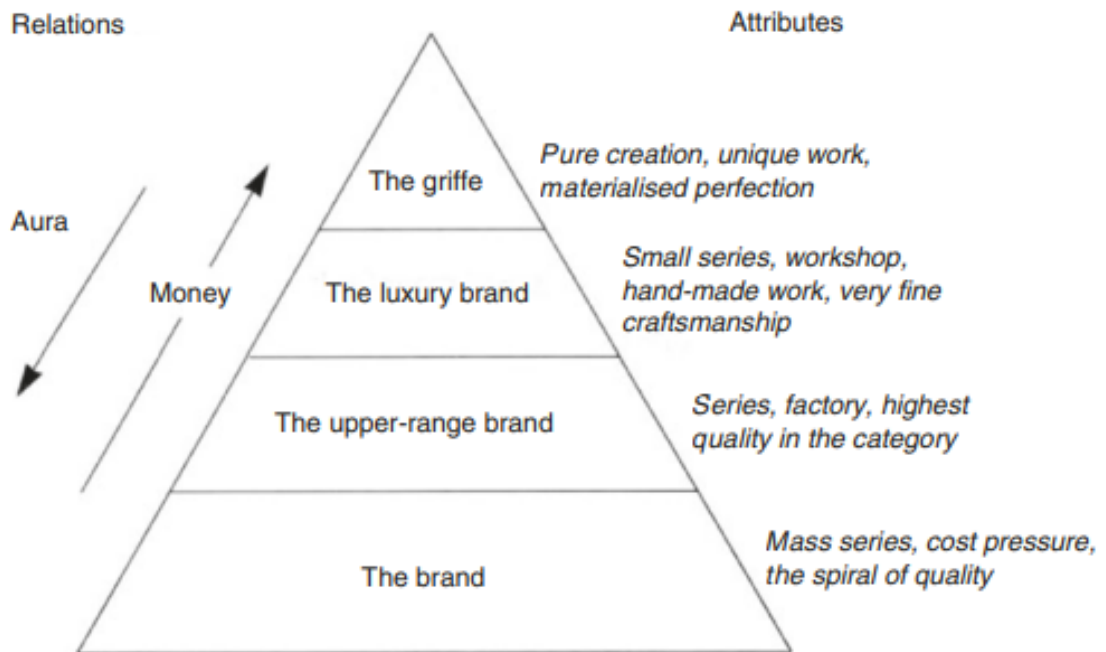 Relations
Attributes
Pure creation, unique work,
materialised perfection
The griffe
Aura
Small series, workshop,
hand-made work, very fine
craftsmanship
Money
The luxury brand
Series, factory, highest
quality in the category
The upper-range brand
Mass series, cost pressure,
the spiral of quality
The brand